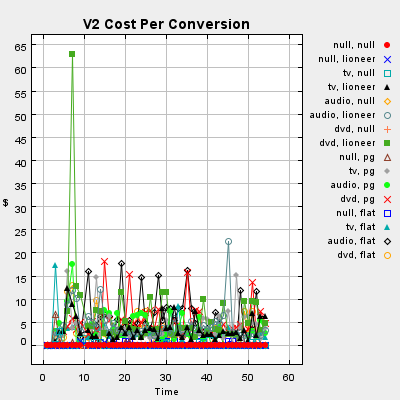 V2 Cost Per Conversion
65
60
55
50
45
40
35
30
25
20
15
10
5
0
$
0 10 20 30 40 50 60
Time
null, null
null, lioneer
tv, null
tv, lioneer
audio, null
audio, lioneer
dvd, null
dvd, lioneer
null, pg
tv, pg
audio, pg
dvd, pg
null, flat
tv, flat
audio, flat
dvd, flat